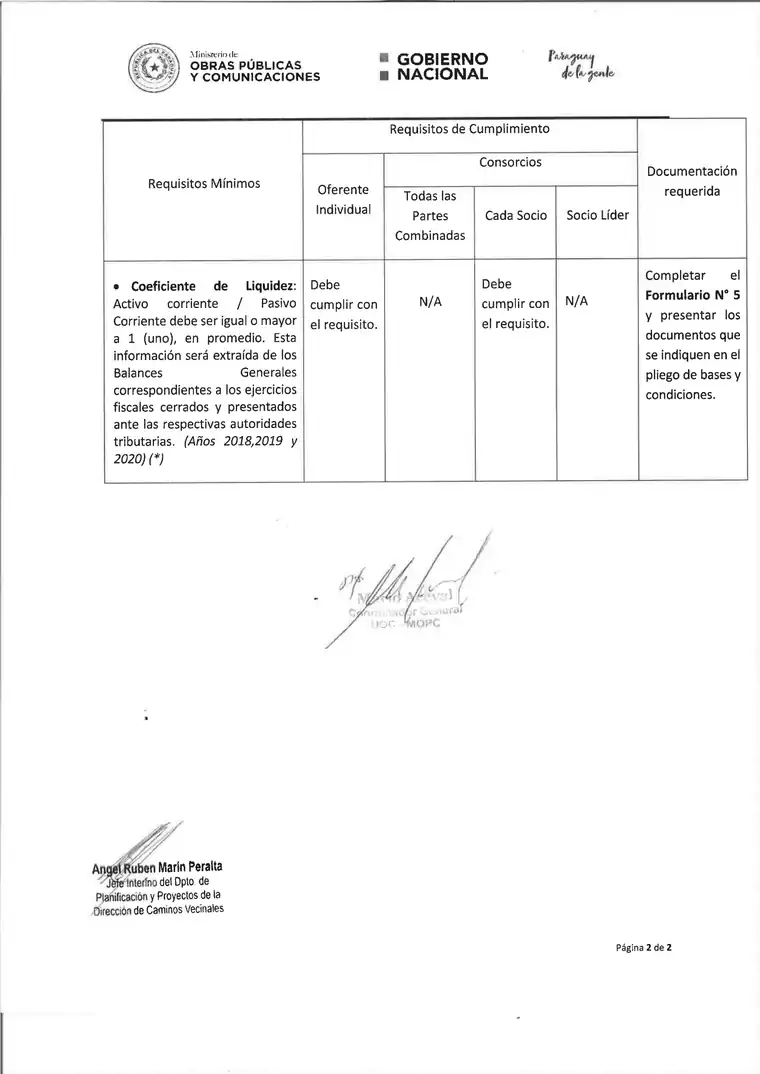 Ministerio de
OBRAS PÚBLICAS
Y COMUNICACIONES
GOBIERNO
NACIONAL
Paraguay
de la gente
Requisitos Mínimos
Requisitos de Cumplimiento
Documentación
requerida
Oferente
Individual
Consorcios
Todas las
Partes
Combinadas
Cada Socio
Socio Líder
• Coeficiente de Liquidez:
Activo corriente / Pasivo
Corriente debe ser igual o mayor
a 1 (uno), en promedio. Esta
información será extraída de los
Balances Generales
correspondientes a los ejercicios
fiscales cerrados y presentados
ante las respectivas autoridades
tributarias. (Años 2018,2019 y
2020) (*)
Debe
cumplir con
el requisito.
N/A
Debe
cumplir con
el requisito.
N/A
Completar el
Formulario N° 5
y presentar los
documentos que
se indiquen en el
pliego de bases y
condiciones.
General
UOC - MOPC
Angel Ruben Marín Peralta
Jefe Interino del Dpto de
Planificación y Proyectos de la
Dirección de Caminos Vecinales
Página 2 de 2